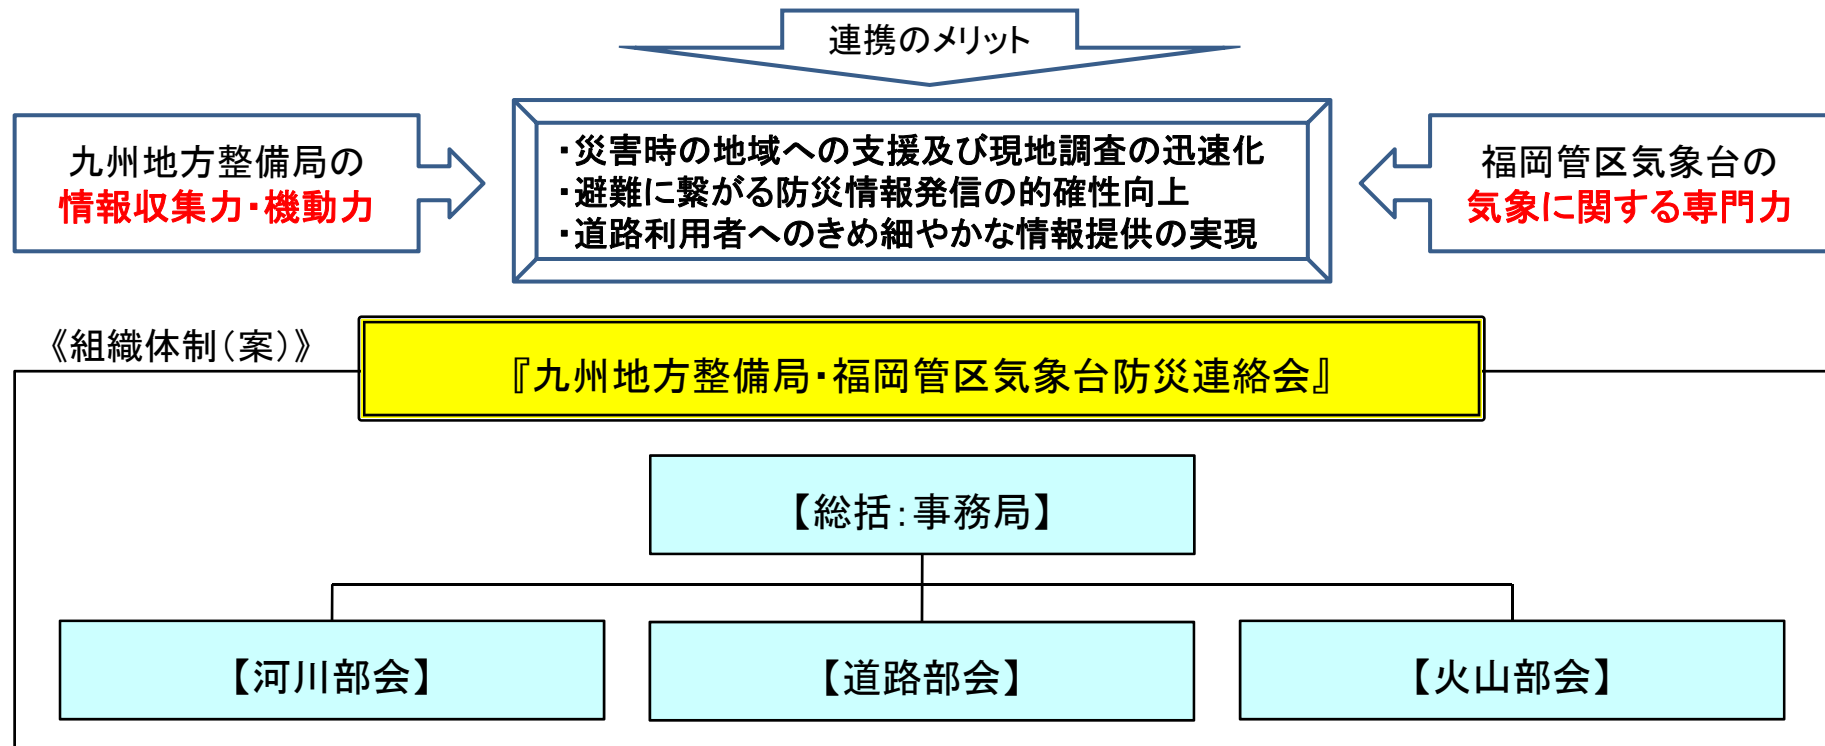 連携のメリット
九州地方整備局の
情報収集力・機動力
・災害時の地域への支援及び現地調査の迅速化
・避難に繋がる防災情報発信の的確性向上
・道路利用者へのきめ細やかな情報提供の実現
福岡管区気象台の
気象に関する専門力
《組織体制（案）》
『九州地方整備局・福岡管区気象台防災連絡会』
【総括：事務局】
【河川部会】
【道路部会】
【火山部会】